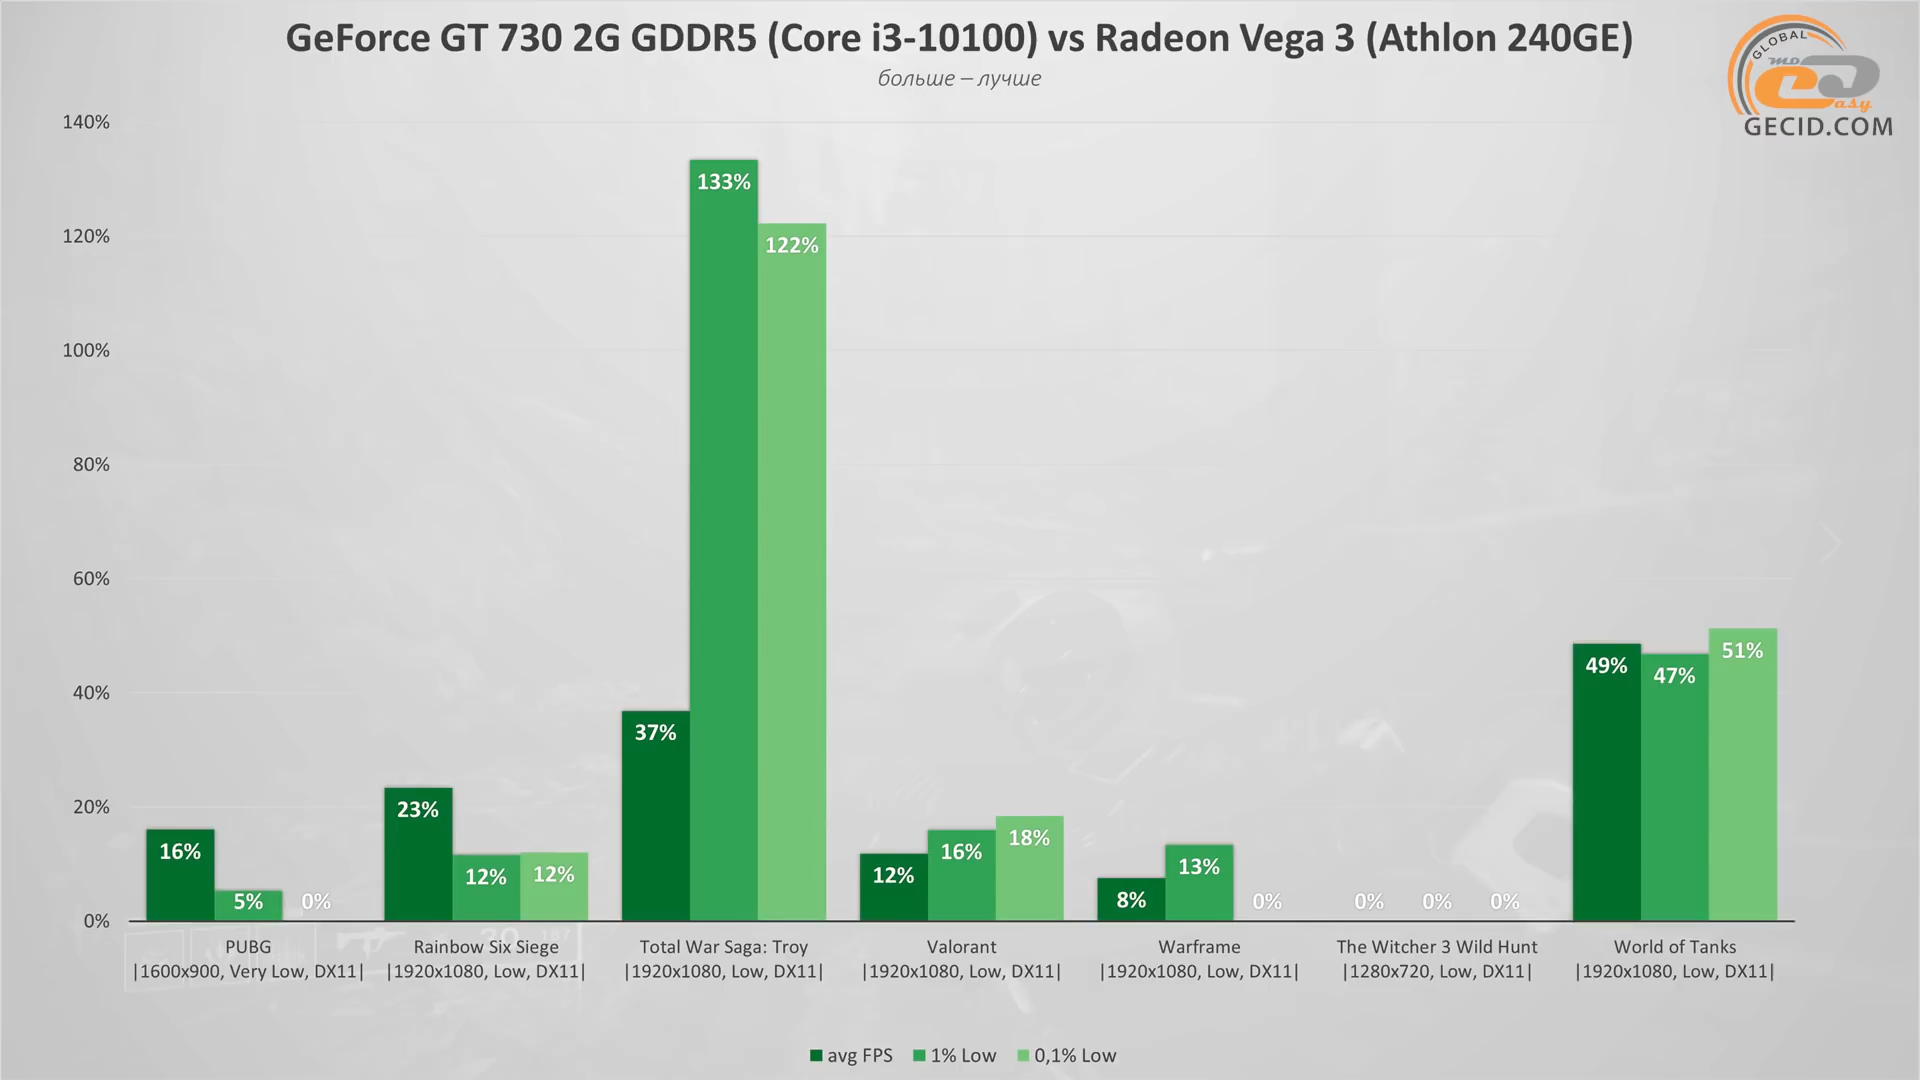 GeForce GT 730 2G GDDR5 (Core i3-10100) vs Radeon Vega 3 (Athlon 240GE)
больше – лучше
GLOBAL
MO
easy
GECID.COM
140%
120%
100%
80%
60%
40%
20%
0%
16%
5%
0%
23%
12%
12%
37%
133%
122%
12%
16%
18%
8%
13%
0%
0%
0%
0%
49%
47%
51%
PUBG
|1600x900, Very Low, DX11|
Rainbow Six Siege
|1920x1080, Low, DX11|
Total War Saga: Troy
|1920x1080, Low, DX11|
Valorant
|1920x1080, Low, DX11|
Warframe
|1920x1080, Low, DX11|
The Witcher 3 Wild Hunt
|1280x720, Low, DX11|
World of Tanks
|1920x1080, Low, DX11|
avg FPS
1% Low
0,1% Low